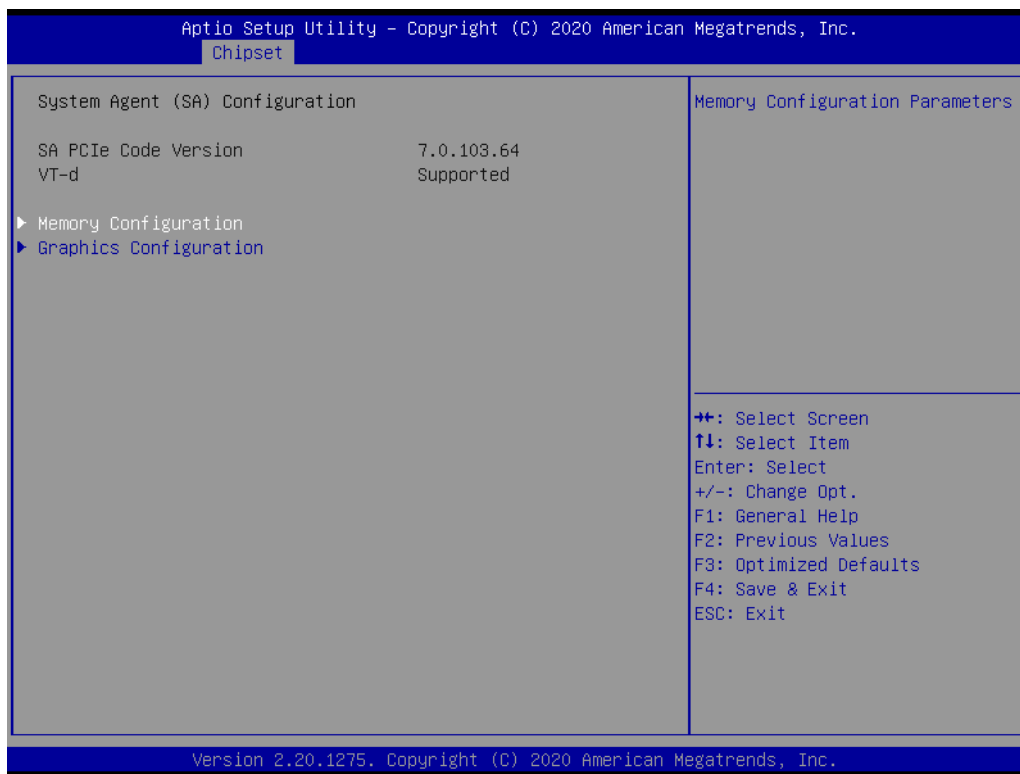 Aptio Setup Utility – Copyright (C) 2020 American Megatrends, Inc.
Chipset
System Agent (SA) Configuration
SA PCIe Code Version 7.0.103.64
VT-d Supported
▶ Memory Configuration
▶ Graphics Configuration
Memory Configuration Parameters
→←: Select Screen
↑↓: Select Item
Enter: Select
+/-: Change Opt.
F1: General Help
F2: Previous Values
F3: Optimized Defaults
F4: Save & Exit
ESC: Exit
Version 2.20.1275. Copyright (C) 2020 American Megatrends, Inc.